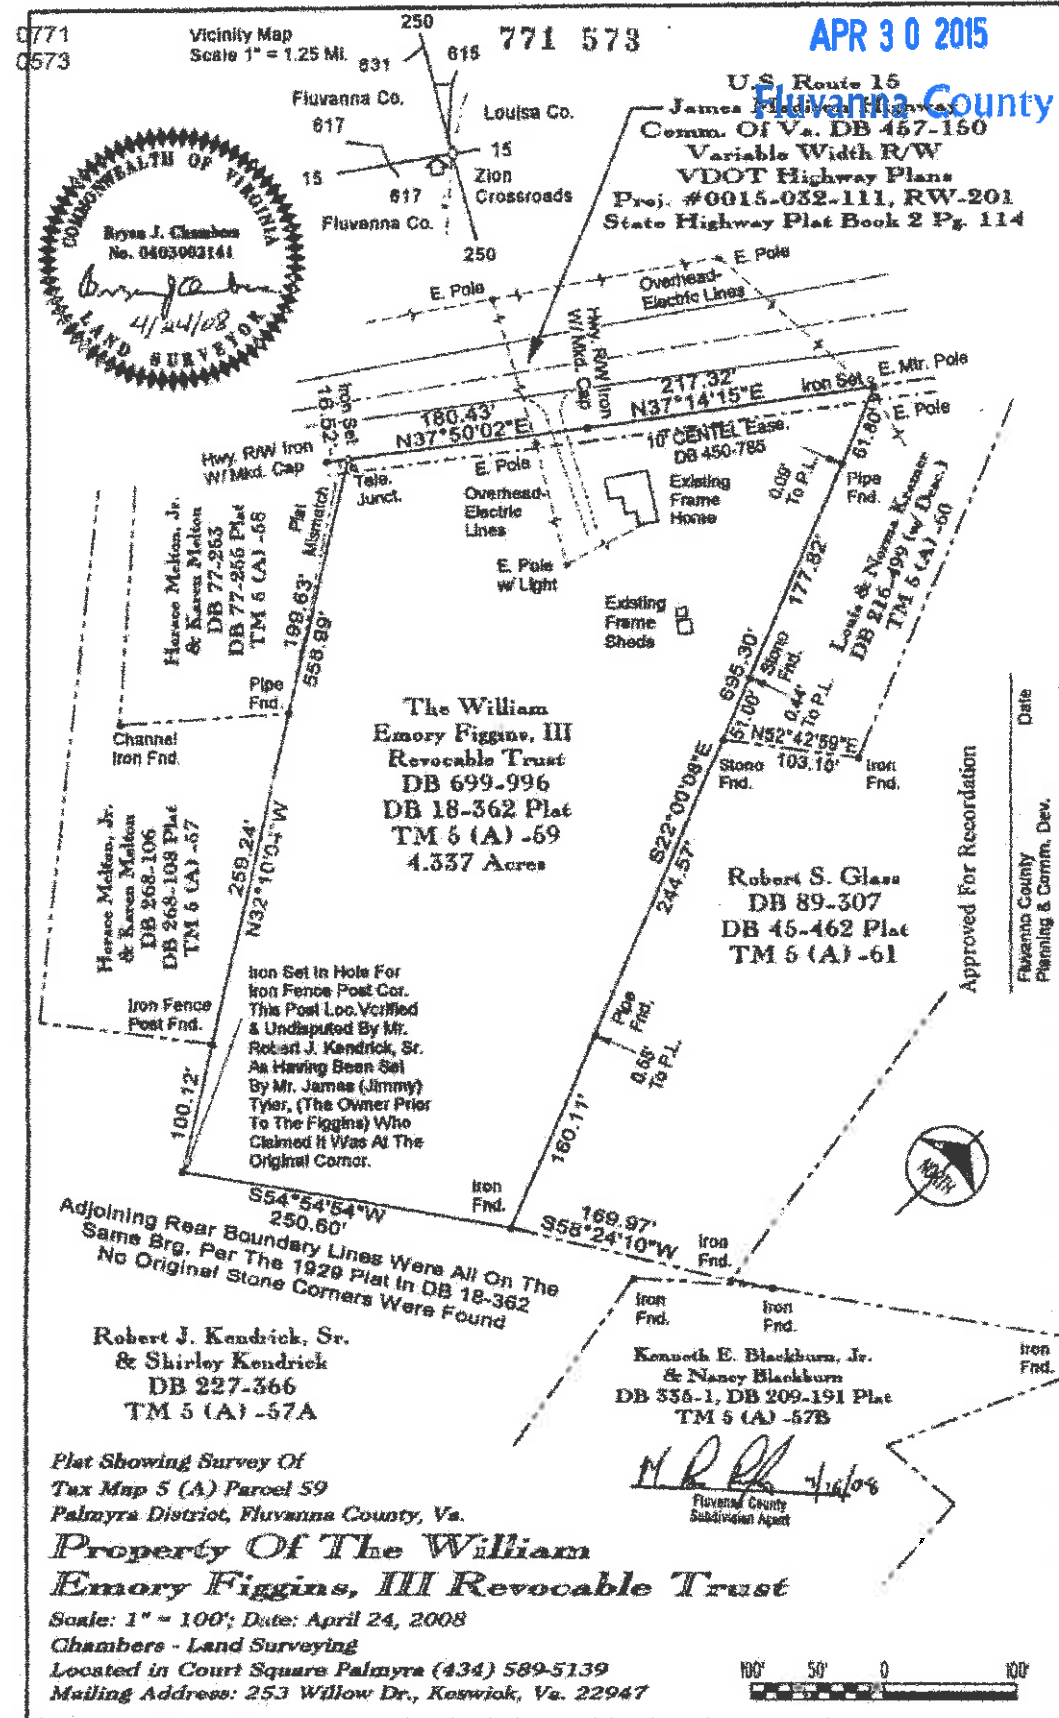 0771
0573
Vicinity Map
Scale 1" = 1.25 Mi.
250
631
615
Fluvanna Co.
Louisa Co.
617
15
15
617
Zion
Crossroads
Fluvanna Co.
250
771 573
APR 30 2015
Fluvanna County
U.S. Route 15
James Madison Highway
Comm. Of Va. DB 457-150
Variable Width R/W
VDOT Highway Plans
Proj. #0015-032-111, RW-201
State Highway Plat Book 2 Pg. 114
COMMONWEALTH OF VIRGINIA
Bryan J. Chambers
No. 0403002141
4/24/08
LAND SURVEYOR
E. Pole
E. Pole
Overhead
Electric Lines
Hwy. R/W Iron
W/ Mkd. Cap
Iron Set
16.52'
180.43'
N37°50'02"E
217.32'
N37°14'15"E
Iron Set
E. Mtr. Pole
E. Pole
10' CENTEL Ease.
DB 450-785
Hwy. R/W Iron
W/ Mkd. Cap
Tele.
Junct.
E. Pole
Overhead
Electric
Lines
E. Pole
w/ Light
Existing
Frame
Home
Existing
Frame
Sheds
61.80'
Pipe
Fnd.
To P.L.
177.82'
Louis & Norma
DB 215-499 (w/ Desc.)
TM 5 (A) -60
Plat
Mismatch
199.63'
558.99'
Horace Melton, Jr.
& Karen Melton
DB 77-253
DB 77-255 Plat
TM 5 (A) -58
Pipe
Fnd.
Channel
Iron Fnd.
695.30'
Stone
Fnd.
0.44'
To P.L.
51.00'
N52°42'59"E
103.10'
Stone
Fnd.
Iron
Fnd.
The William
Emory Figgins, III
Revocable Trust
DB 699-996
DB 18-362 Plat
TM 5 (A) -59
4.337 Acres
S22°00'08"E
244.57'
Robert S. Glass
DB 89-307
DB 45-462 Plat
TM 5 (A) -61
Approved For Recordation
Fluvanna County
Planning & Comm. Dev.
Date
Horace Melton, Jr.
& Karen Melton
DB 268-106
DB 268-108 Plat
TM 5 (A) -57
259.24'
N32°10'04"W
Iron Fence
Post Fnd.
Iron Set In Hole For
Iron Fence Post Cor.
This Post Loc. Verified
& Undisputed By Mr.
Robert J. Kendrick, Sr.
As Having Been Set
By Mr. James (Jimmy)
Tyler, (The Owner Prior
To The Figgins) Who
Claimed It Was At The
Original Corner.
Pipe
Fnd.
To P.L.
100.12'
160.11'
NORTH
S54°54'54"W
250.60'
Iron
Fnd.
169.97'
S58°24'10"W
Iron
Fnd.
Adjoining Rear Boundary Lines Were All On The
Same Brg. Per The 1929 Plat In DB 18-362
No Original Stone Corners Were Found
Iron
Fnd.
Iron
Fnd.
Iron
Fnd.
Robert J. Kendrick, Sr.
& Shirley Kendrick
DB 227-366
TM 5 (A) -57A
Kenneth E. Blackburn, Jr.
& Nancy Blackburn
DB 336-1, DB 209-191 Plat
TM 5 (A) -57B
Fluvanna County
Subdivision Agent
Plat Showing Survey Of
Tax Map 5 (A) Parcel 59
Palmyra District, Fluvanna County, Va.
Property Of The William
Emory Figgins, III Revocable Trust
Scale: 1" = 100'; Date: April 24, 2008
Chambers - Land Surveying
Located in Court Square Palmyra (434) 589-5139
Mailing Address: 253 Willow Dr., Keswick, Va. 22947
100' 50' 0 100'